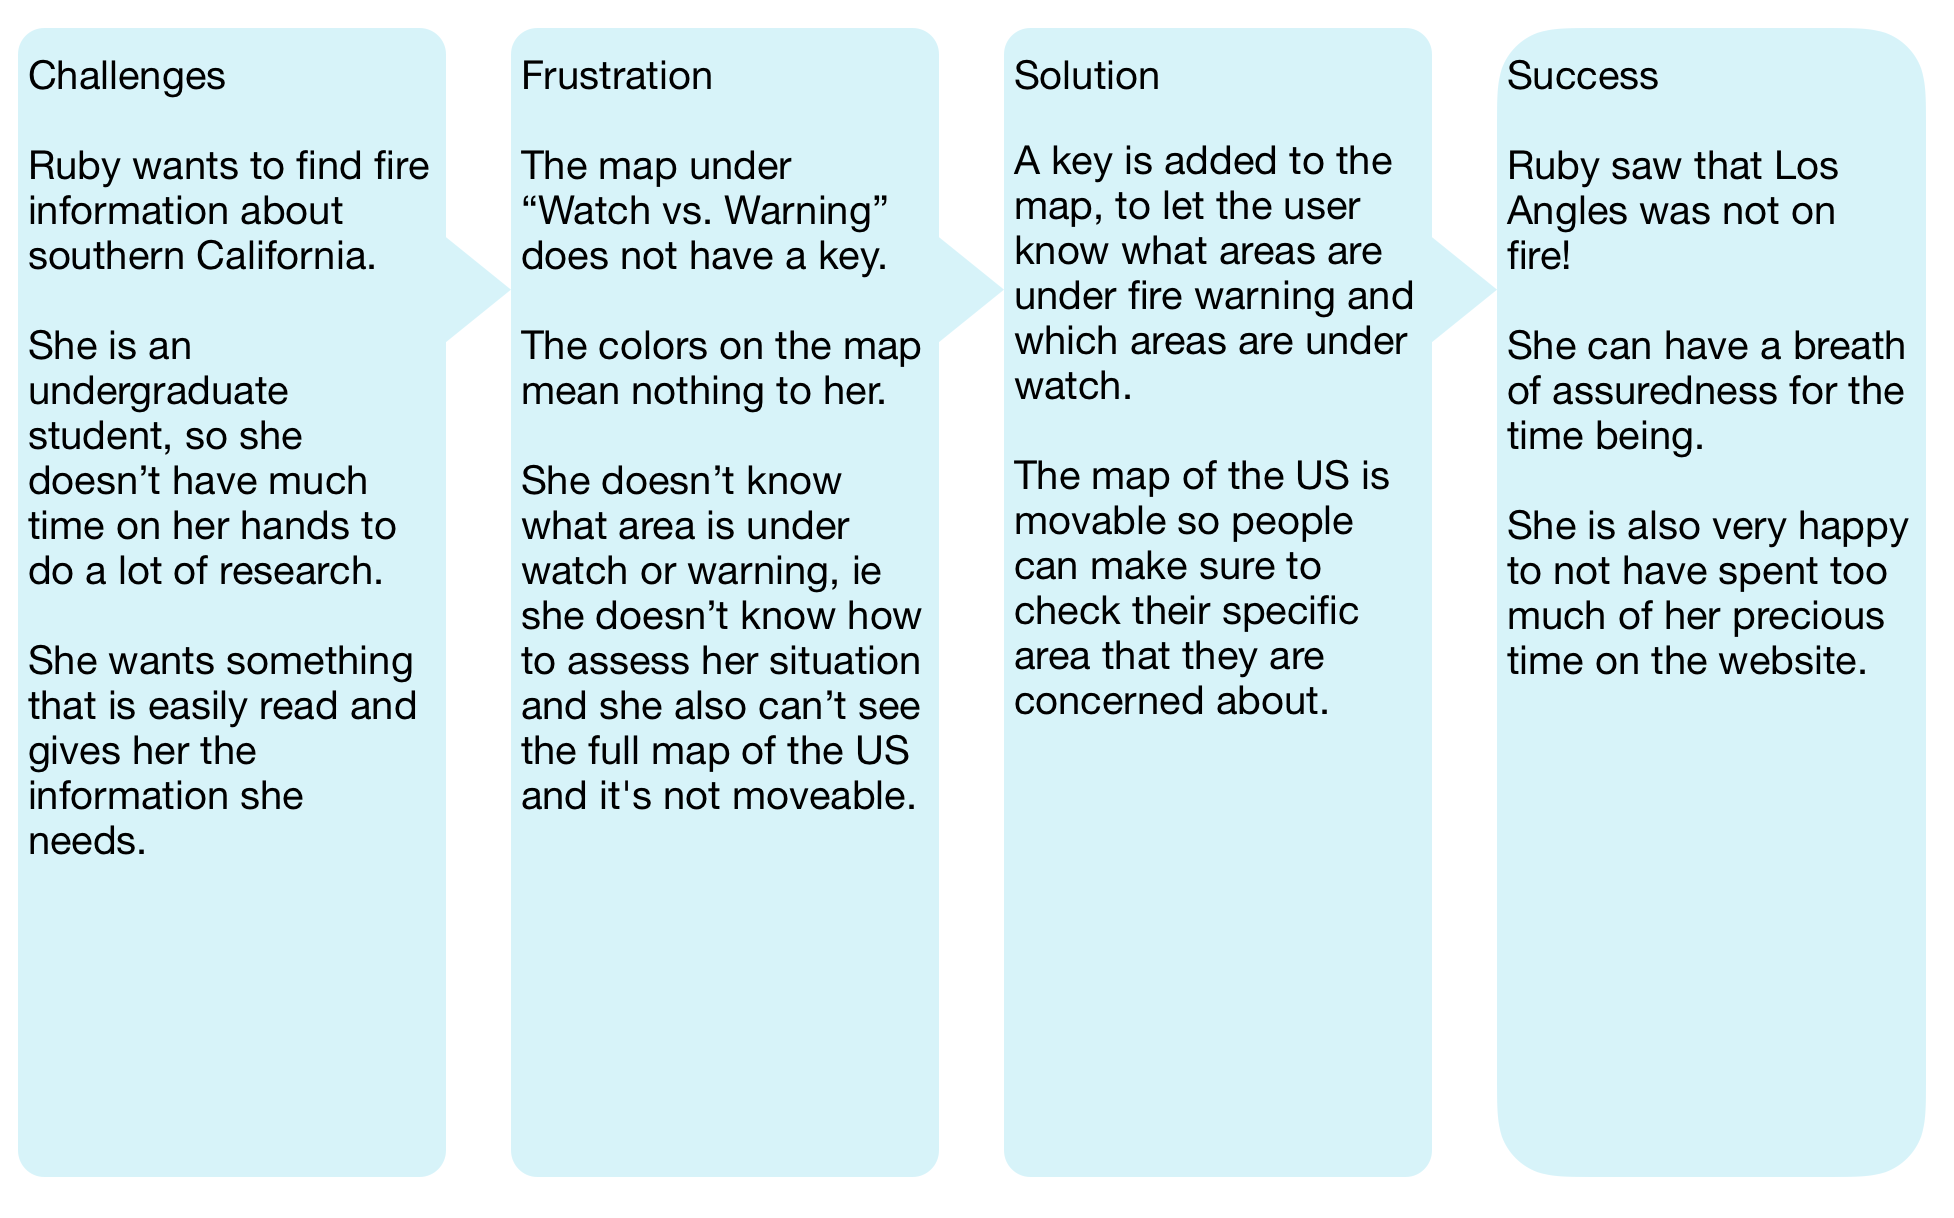 Challenges
Ruby wants to find fire
information about
southern California.
She is an
undergraduate
student, so she
doesn’t have much
time on her hands to
do a lot of research.
She wants something
that is easily read and
gives her the
information she
needs.
Frustration
The map under
“Watch vs. Warning”
does not have a key.
The colors on the map
mean nothing to her.
She doesn’t know
what area is under
watch or warning, ie
she doesn’t know how
to assess her situation
and she also can’t see
the full map of the US
and it's not moveable.
Solution
A key is added to the
map, to let the user
know what areas are
under fire warning and
which areas are under
watch.
The map of the US is
movable so people
can make sure to
check their specific
area that they are
concerned about.
Success
Ruby saw that Los
Angles was not on
fire!
She can have a breath
of assuredness for the
time being.
She is also very happy
to not have spent too
much of her precious
time on the website.